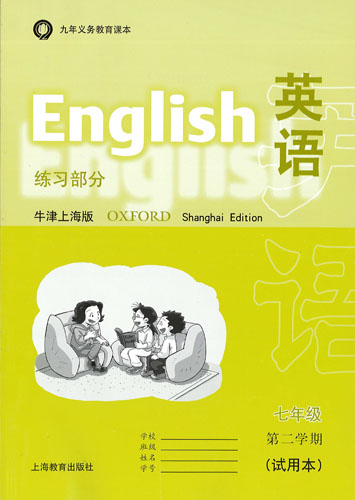 九年义务教育课本
English
英语
练习部分
牛津上海版 OXFORD Shanghai Edition
七年级
第二学期
(试用本)
学校
班级
姓名
学号
上海教育出版社